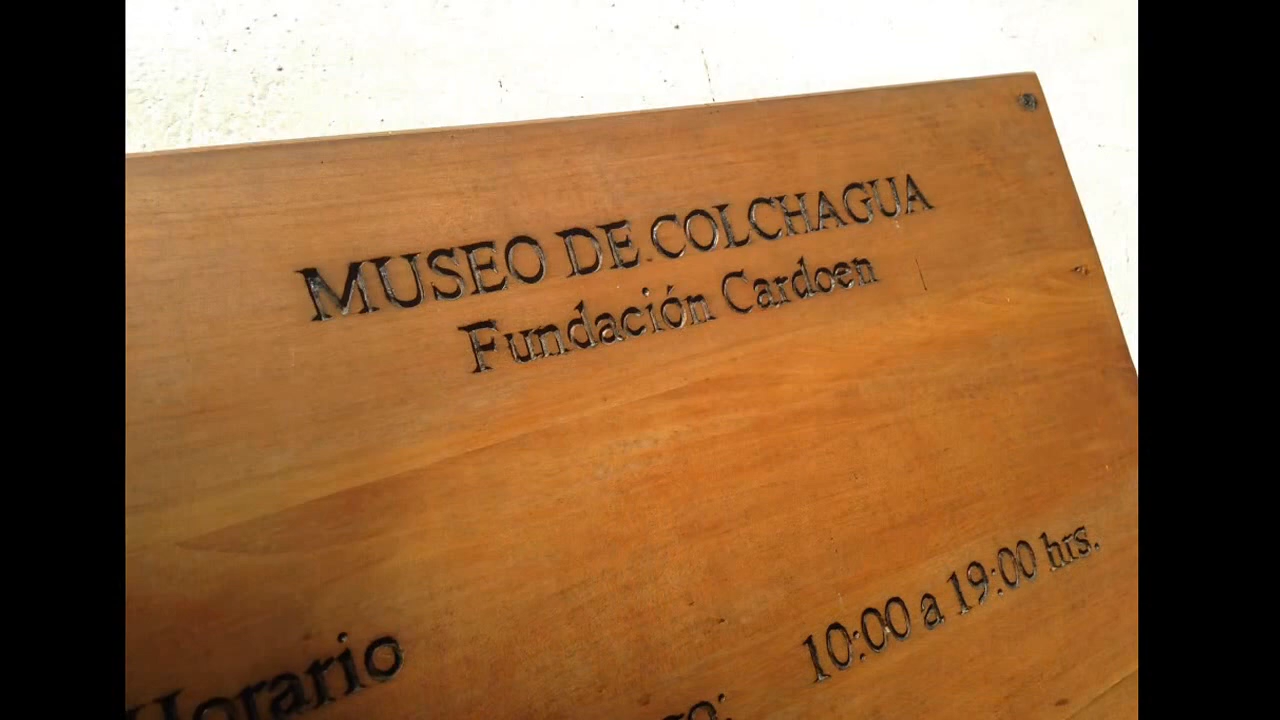 MUSEO DE COLCHAGUA
Fundación Cardoen
Horario
10:00 a 19:00 hrs.